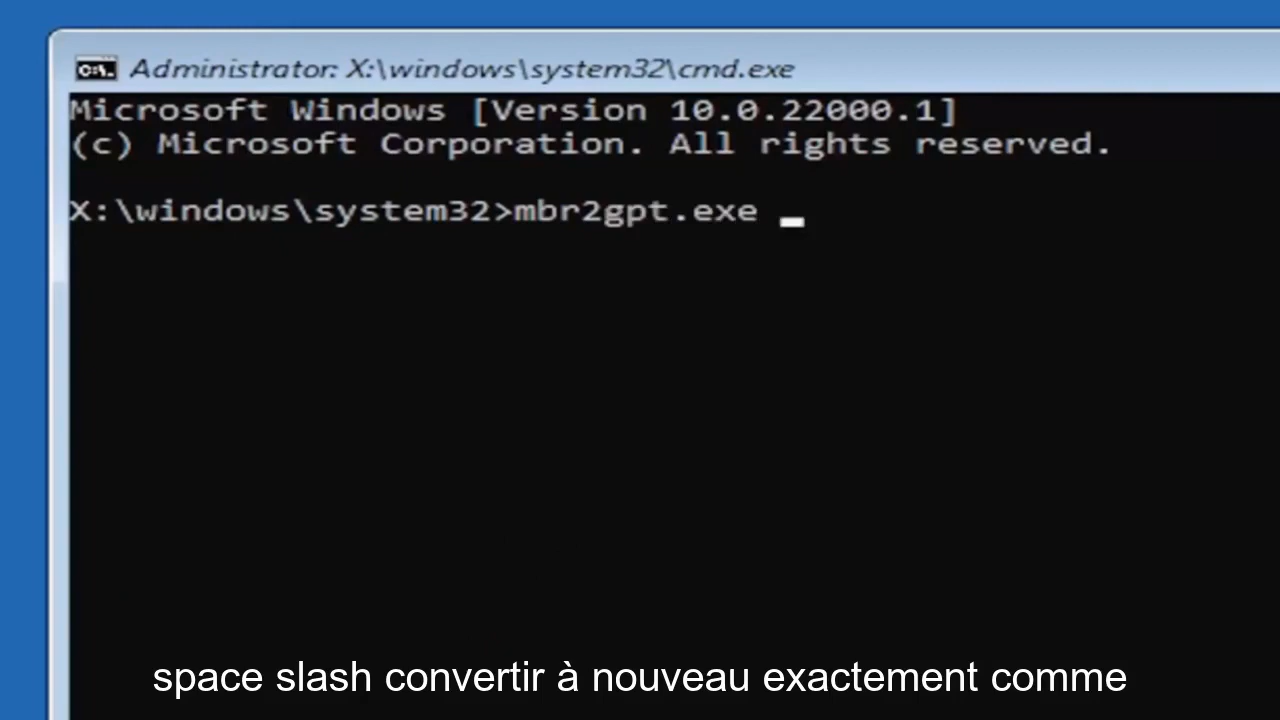 Administrator: X:\windows\system32\cmd.exe
Microsoft Windows [Version 10.0.22000.1]
(c) Microsoft Corporation. All rights reserved.
X:\windows\system32>mbr2gpt.exe
space slash convertir à nouveau exactement comme